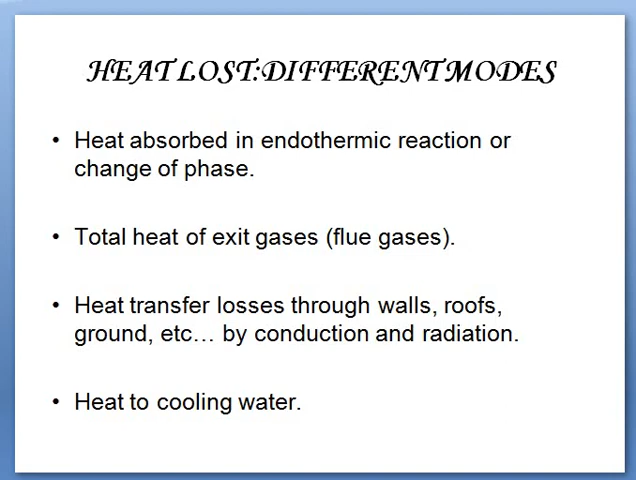 HEAT LOST:DIFFERENT MODES
• Heat absorbed in endothermic reaction or
change of phase.
• Total heat of exit gases (flue gases).
• Heat transfer losses through walls, roofs,
ground, etc… by conduction and radiation.
• Heat to cooling water.